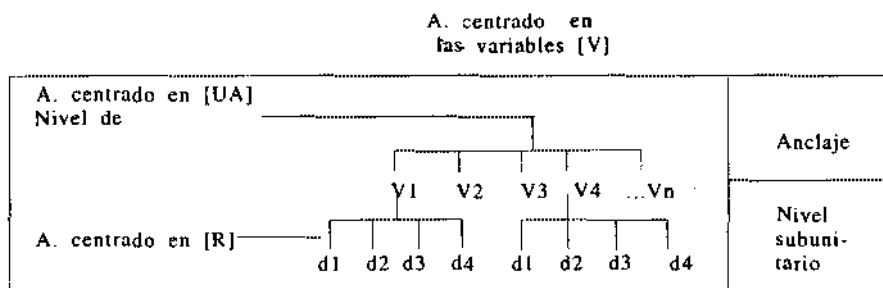 A. centrado en
las variables [V]
A. centrado en [UA]
Nivel de
Anclaje
V1 V2 V3 V4 ...Vn
A. centrado en [R]
d1 d2 d3 d4 d1 d2 d3 d4
Nivel
subuni-
tario